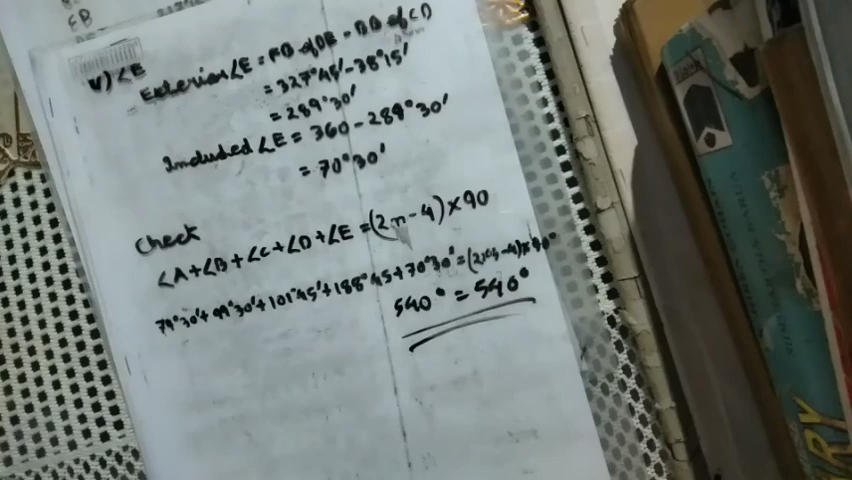 FB
V) ∠E
Exterior ∠E = FB of DE - BB of CD
= 327°45' - 38°15'
= 289°30'
Included ∠E = 360 - 289°30'
= 70°30'
Check
∠A+∠B+∠C+∠D+∠E = (2n-4)×90
79°30'+99°30'+101°45'+188°45+70°30' = (2×5-4)×90°
540° = 540°